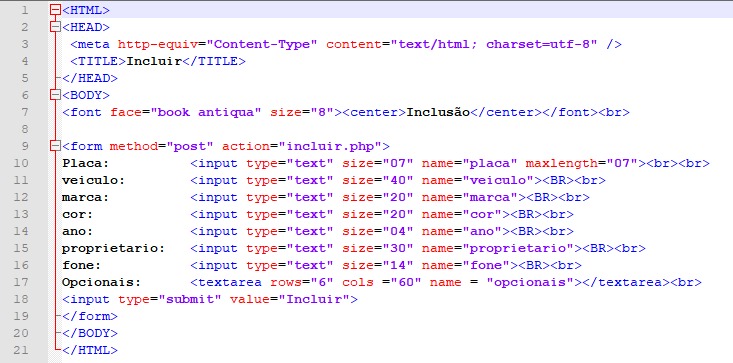 1 <HTML>
2 <HEAD>
3 <meta http-equiv="Content-Type" content="text/html; charset=utf-8" />
4 <TITLE>Incluir</TITLE>
5 </HEAD>
6 <BODY>
7 <font face="book antiqua" size="8"><center>Inclusão</center></font><br>
8
9 <form method="post" action="incluir.php">
10 Placa: <input type="text" size="07" name="placa" maxlength="07"><br><br>
11 veiculo: <input type="text" size="40" name="veiculo"><BR><br>
12 marca: <input type="text" size="20" name="marca"><BR><br>
13 cor: <input type="text" size="20" name="cor"><BR><br>
14 ano: <input type="text" size="04" name="ano"><BR><br>
15 proprietario: <input type="text" size="30" name="proprietario"><BR><br>
16 fone: <input type="text" size="14" name="fone"><BR><br>
17 Opcionais: <textarea rows="6" cols ="60" name = "opcionais"></textarea><br>
18 <input type="submit" value="Incluir">
19 </form>
20 </BODY>
21 </HTML>